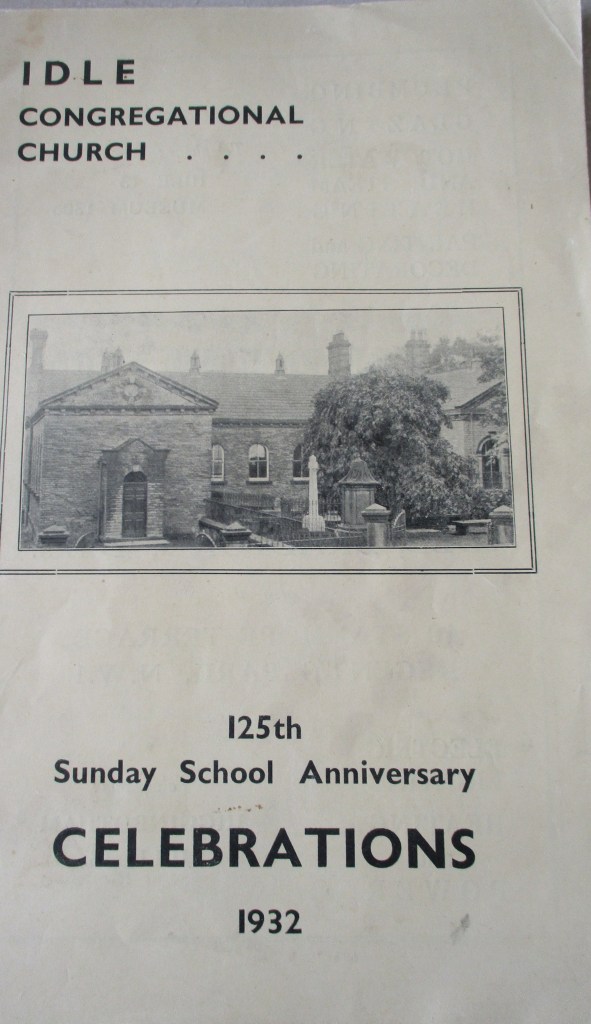 IDLE
CONGREGATIONAL
CHURCH . . . .
125th
Sunday School Anniversary
CELEBRATIONS
1932